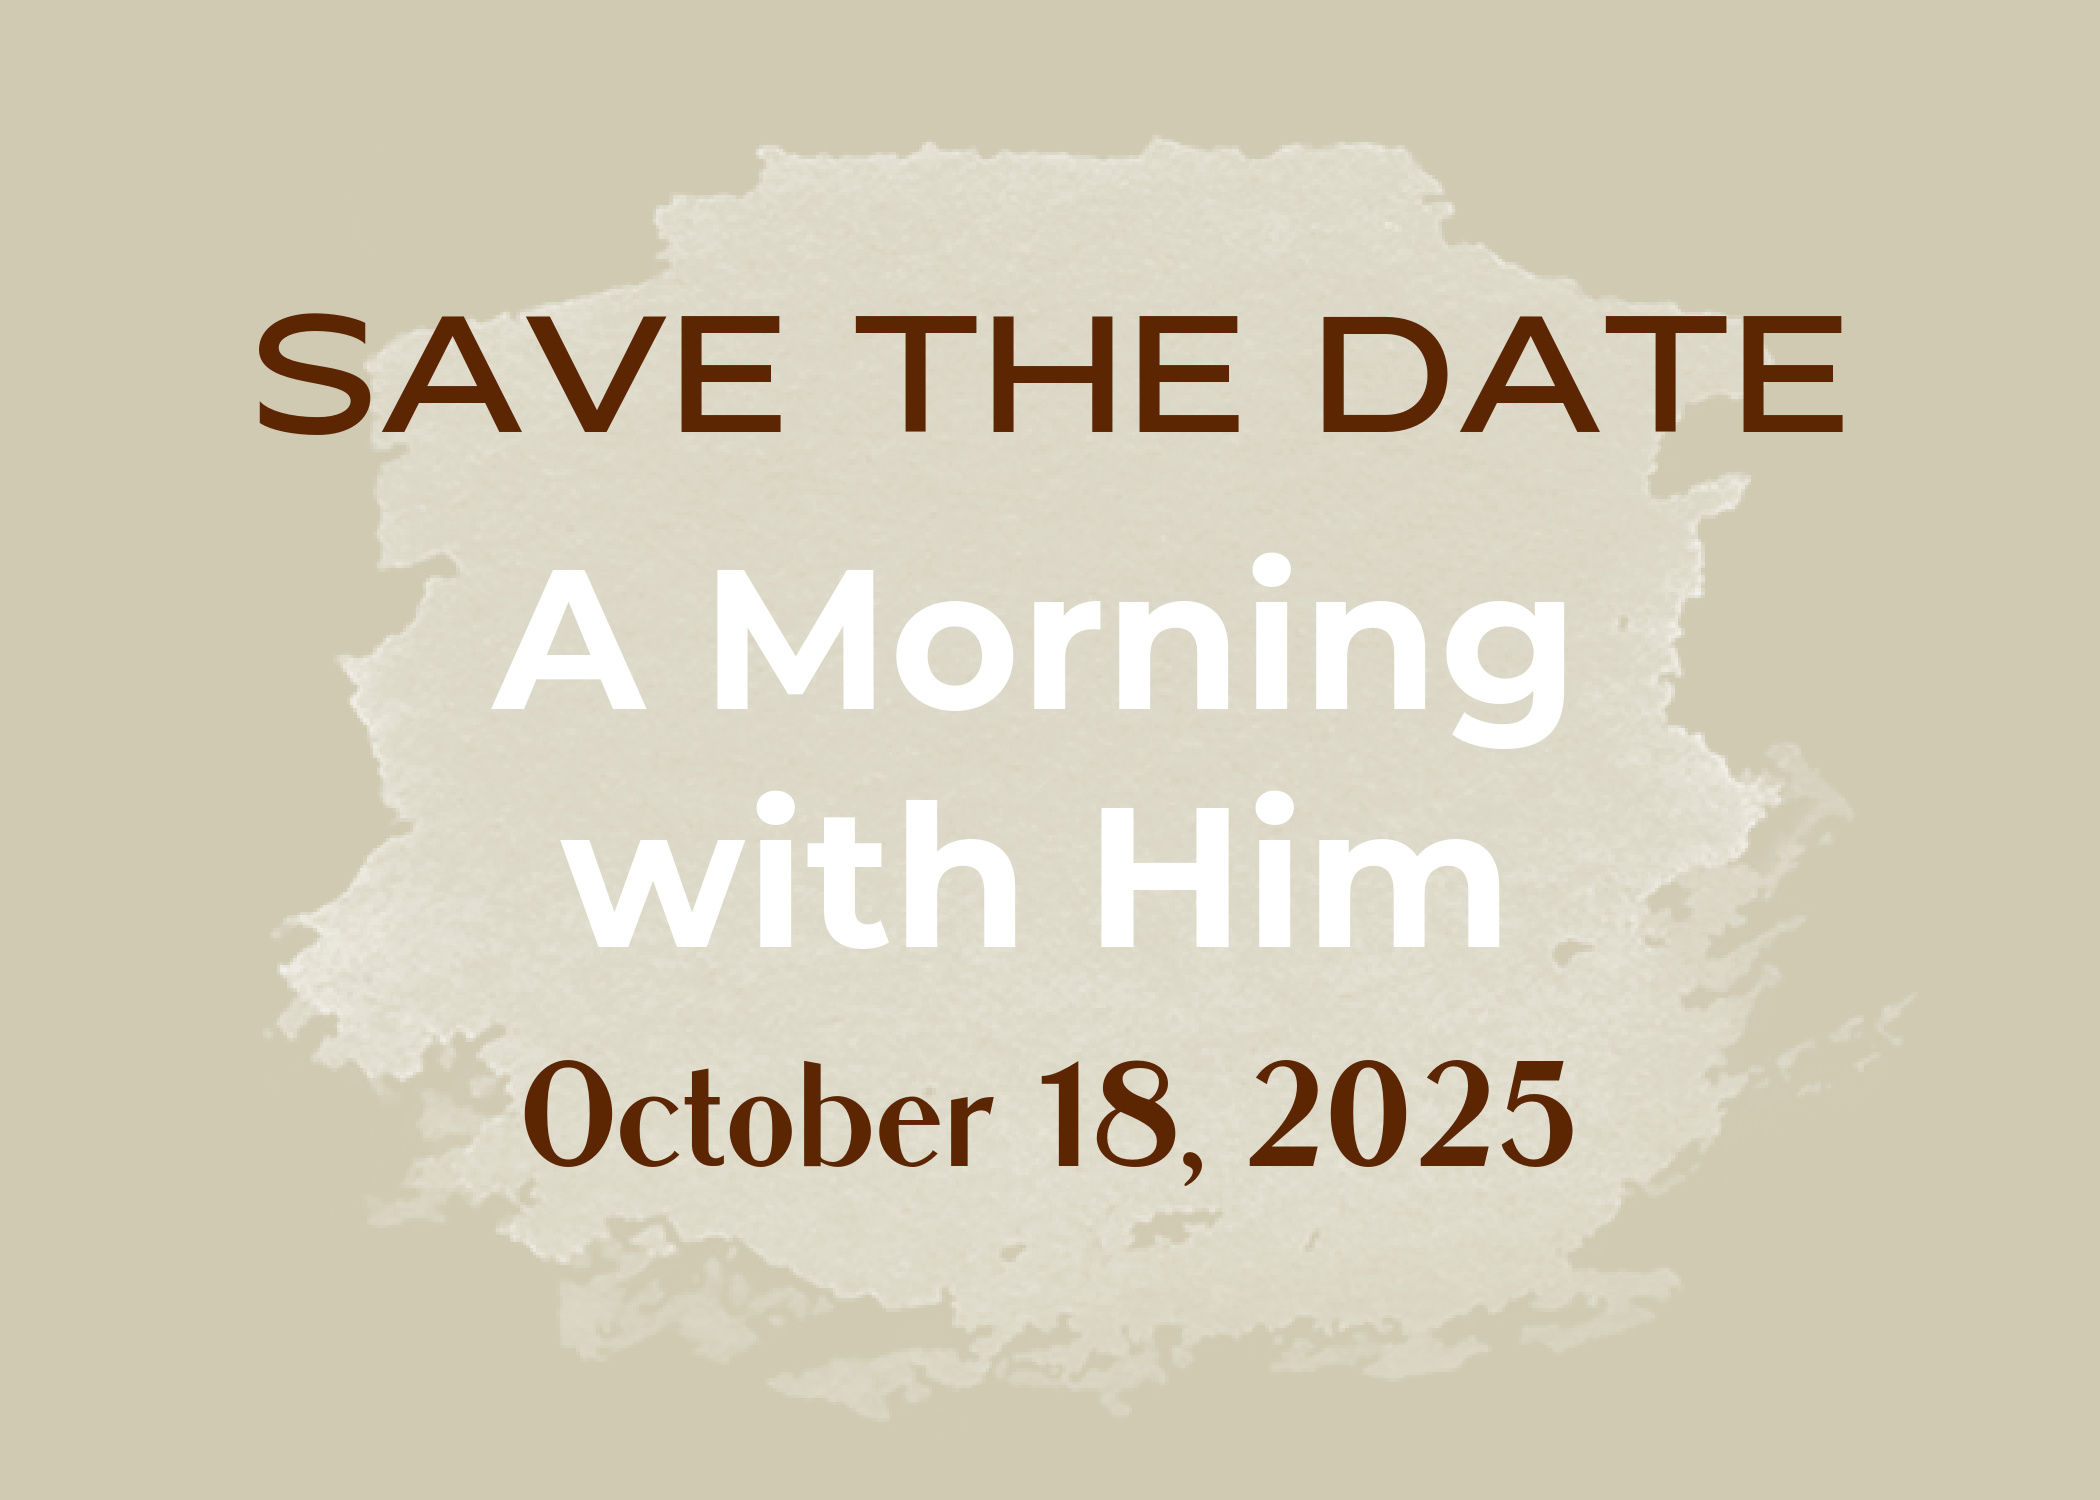 SAVE THE DATE
A Morning
with Him
October 18, 2025